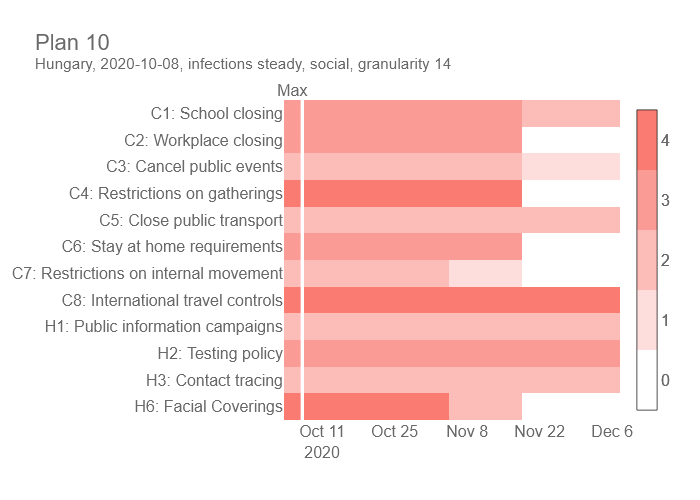 Plan 10
Hungary, 2020-10-08, infections steady, social, granularity 14
Max
C1: School closing
C2: Workplace closing
C3: Cancel public events
C4: Restrictions on gatherings
C5: Close public transport
C6: Stay at home requirements
C7: Restrictions on internal movement
C8: International travel controls
H1: Public information campaigns
H2: Testing policy
H3: Contact tracing
H6: Facial Coverings
4
3
2
1
0
Oct 11 Oct 25 Nov 8 Nov 22 Dec 6
2020